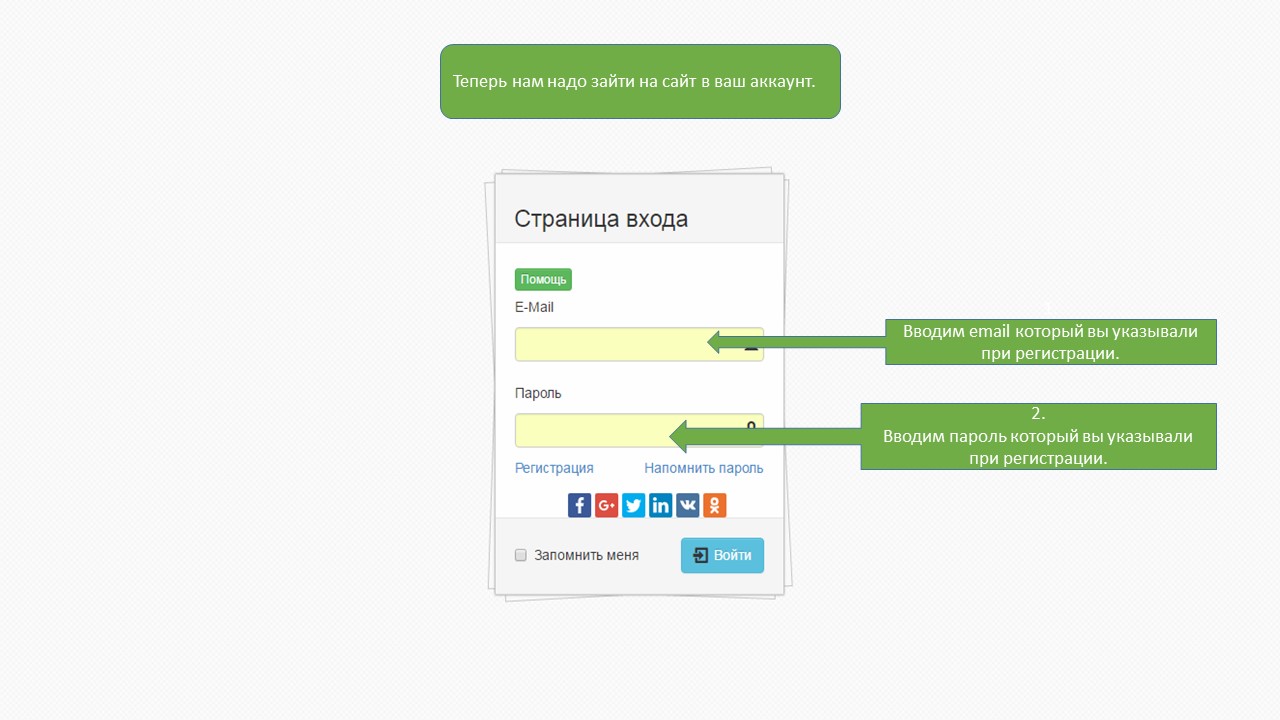 Теперь нам надо зайти на сайт в ваш аккаунт.
Страница входа
Помощь
E-Mail
Вводим email который вы указывали
при регистрации.
Пароль
2.
Вводим пароль который вы указывали
при регистрации.
Регистрация Напомнить пароль
Запомнить меня Войти